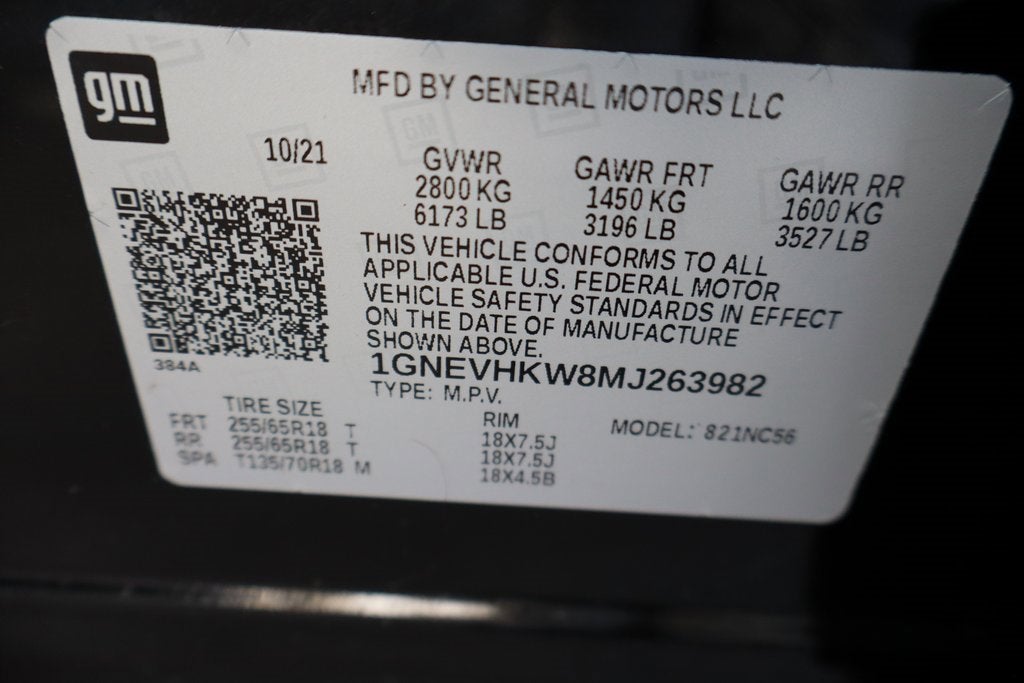 gm
MFD BY GENERAL MOTORS LLC
10/21
GVWR GAWR FRT GAWR RR
2800 KG 1450 KG 1600 KG
6173 LB 3196 LB 3527 LB
THIS VEHICLE CONFORMS TO ALL
APPLICABLE U.S. FEDERAL MOTOR
VEHICLE SAFETY STANDARDS IN EFFECT
ON THE DATE OF MANUFACTURE
SHOWN ABOVE.
384A
1GNEVHKW8MJ263982
TYPE: M.P.V.
TIRE SIZE RIM MODEL: 821NC56
FRT 255/65R18 T 18X7.5J
RR 255/65R18 T 18X7.5J
SPA T135/70R18 M 18X4.5B